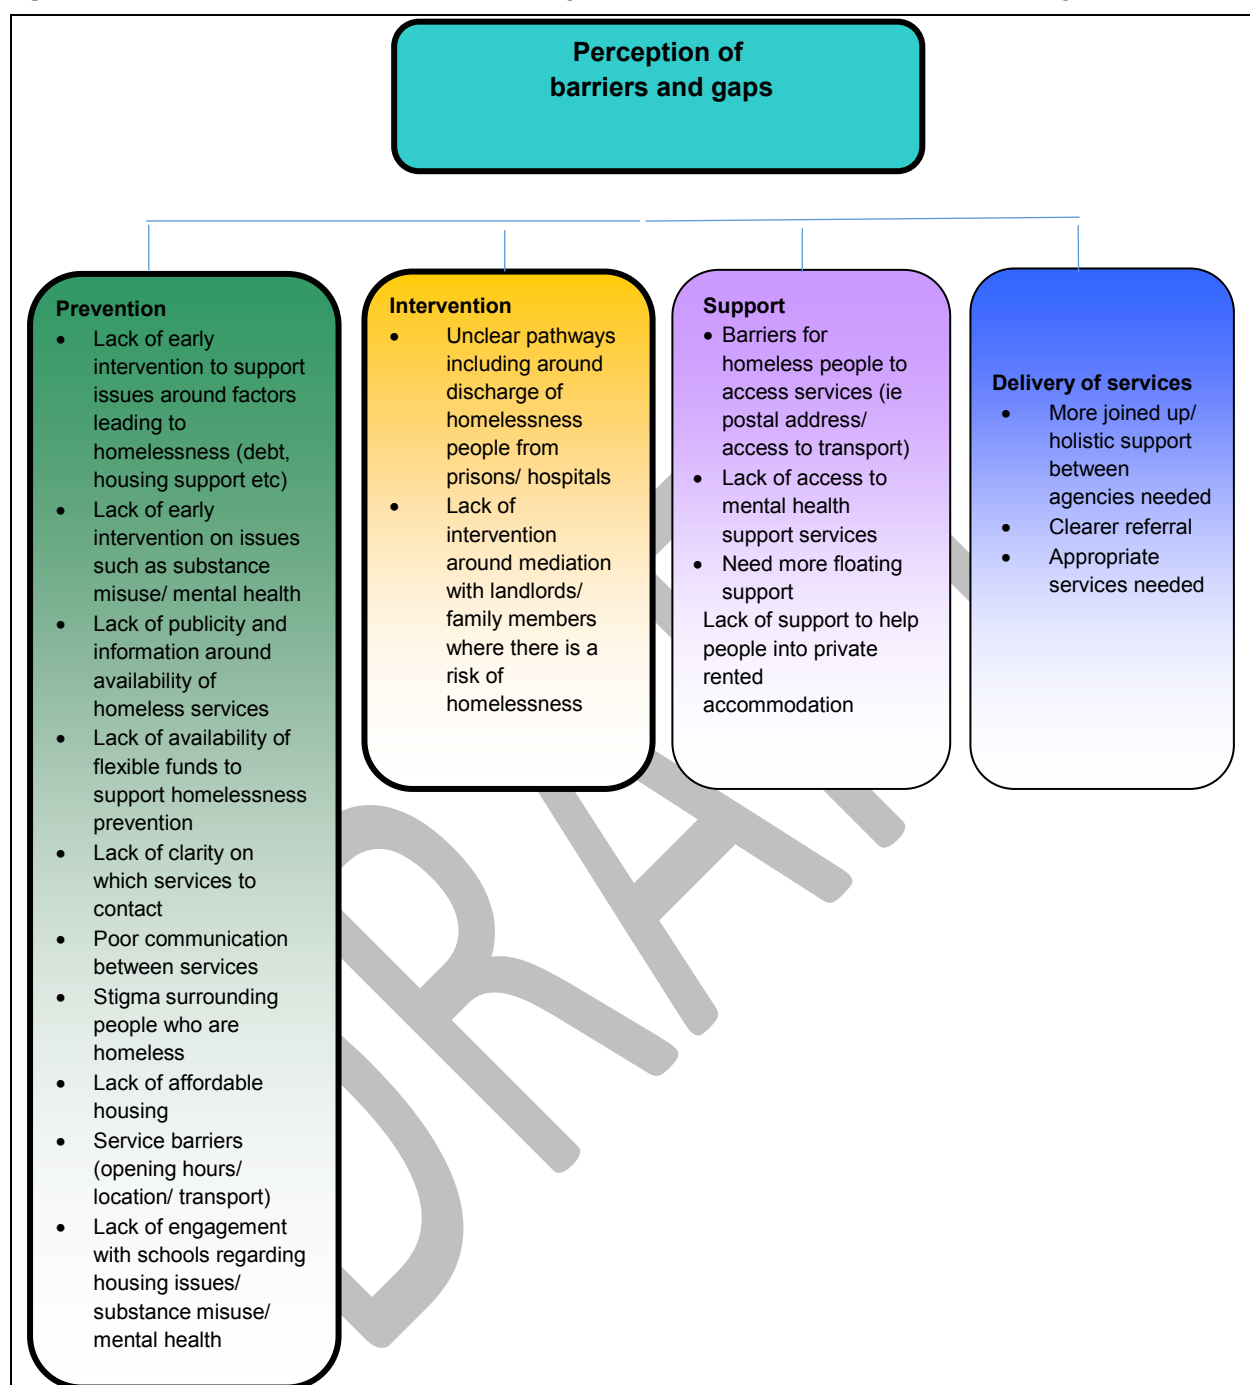 Perception of
barriers and gaps
Prevention
• Lack of early
intervention to support
issues around factors
leading to
homelessness (debt,
housing support etc)
• Lack of early
intervention on issues
such as substance
misuse/ mental health
• Lack of publicity and
information around
availability of
homeless services
• Lack of availability of
flexible funds to
support homelessness
prevention
• Lack of clarity on
which services to
contact
• Poor communication
between services
• Stigma surrounding
people who are
homeless
• Lack of affordable
housing
• Service barriers
(opening hours/
location/ transport)
• Lack of engagement
with schools regarding
housing issues/
substance misuse/
mental health
Intervention
• Unclear pathways
including around
discharge of
homelessness
people from
prisons/ hospitals
• Lack of
intervention
around mediation
with landlords/
family members
where there is a
risk of
homelessness
Support
• Barriers for
homeless people to
access services (ie
postal address/
access to transport)
• Lack of access to
mental health
support services
• Need more floating
support
Lack of support to help
people into private
rented
accommodation
Delivery of services
• More joined up/
holistic support
between
agencies needed
• Clearer referral
• Appropriate
services needed
DRAFT